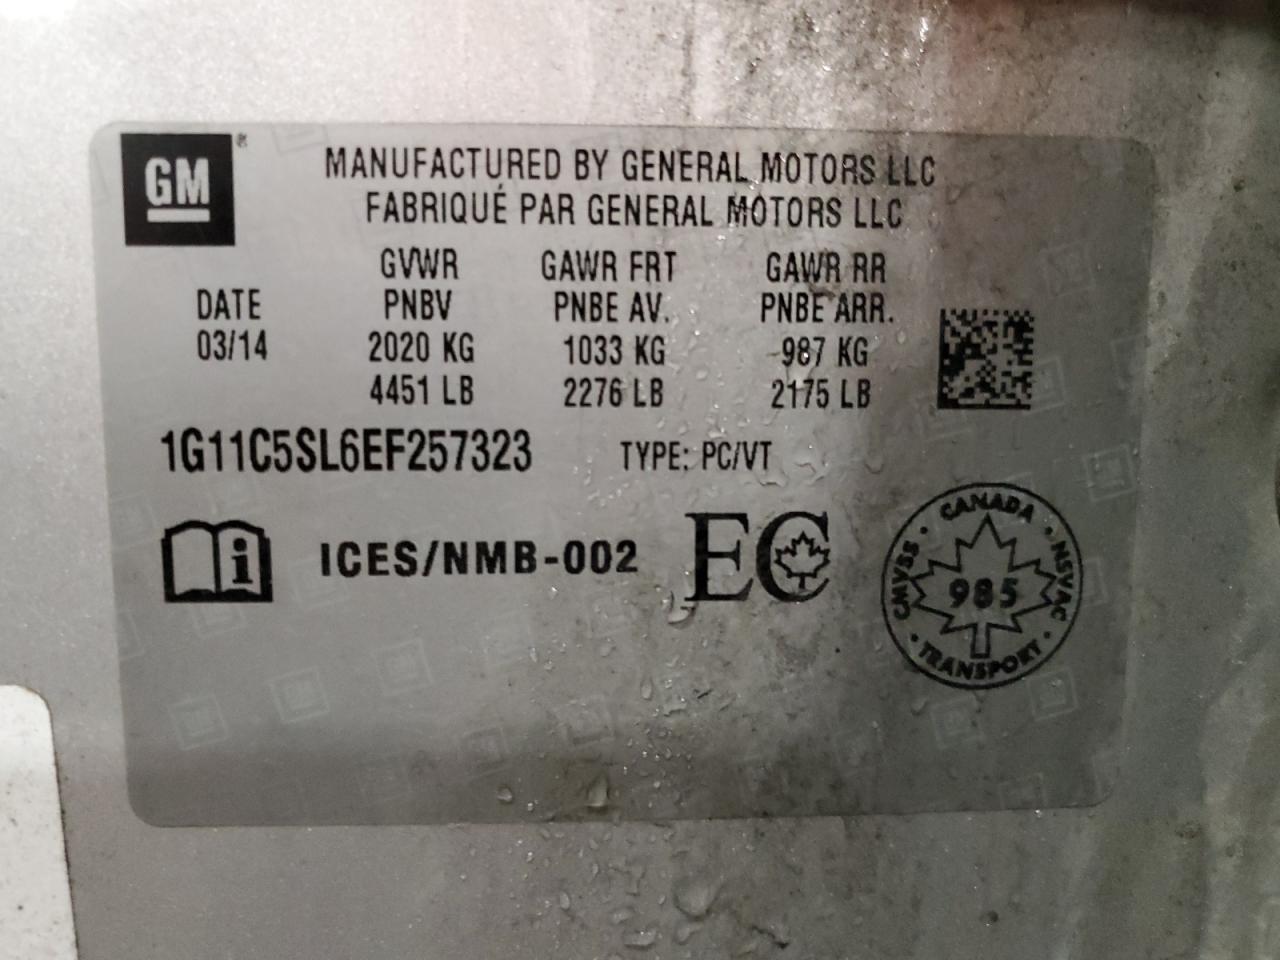 GM®
MANUFACTURED BY GENERAL MOTORS LLC
FABRIQUÉ PAR GENERAL MOTORS LLC
GVWR GAWR FRT GAWR RR
DATE PNBV PNBE AV. PNBE ARR.
03/14 2020 KG 1033 KG 987 KG
4451 LB 2276 LB 2175 LB
1G11C5SL6EF257323 TYPE: PC/VT
i ICES/NMB-002 EC
CANADA
CMVSS 985 NSVAC
TRANSPORT